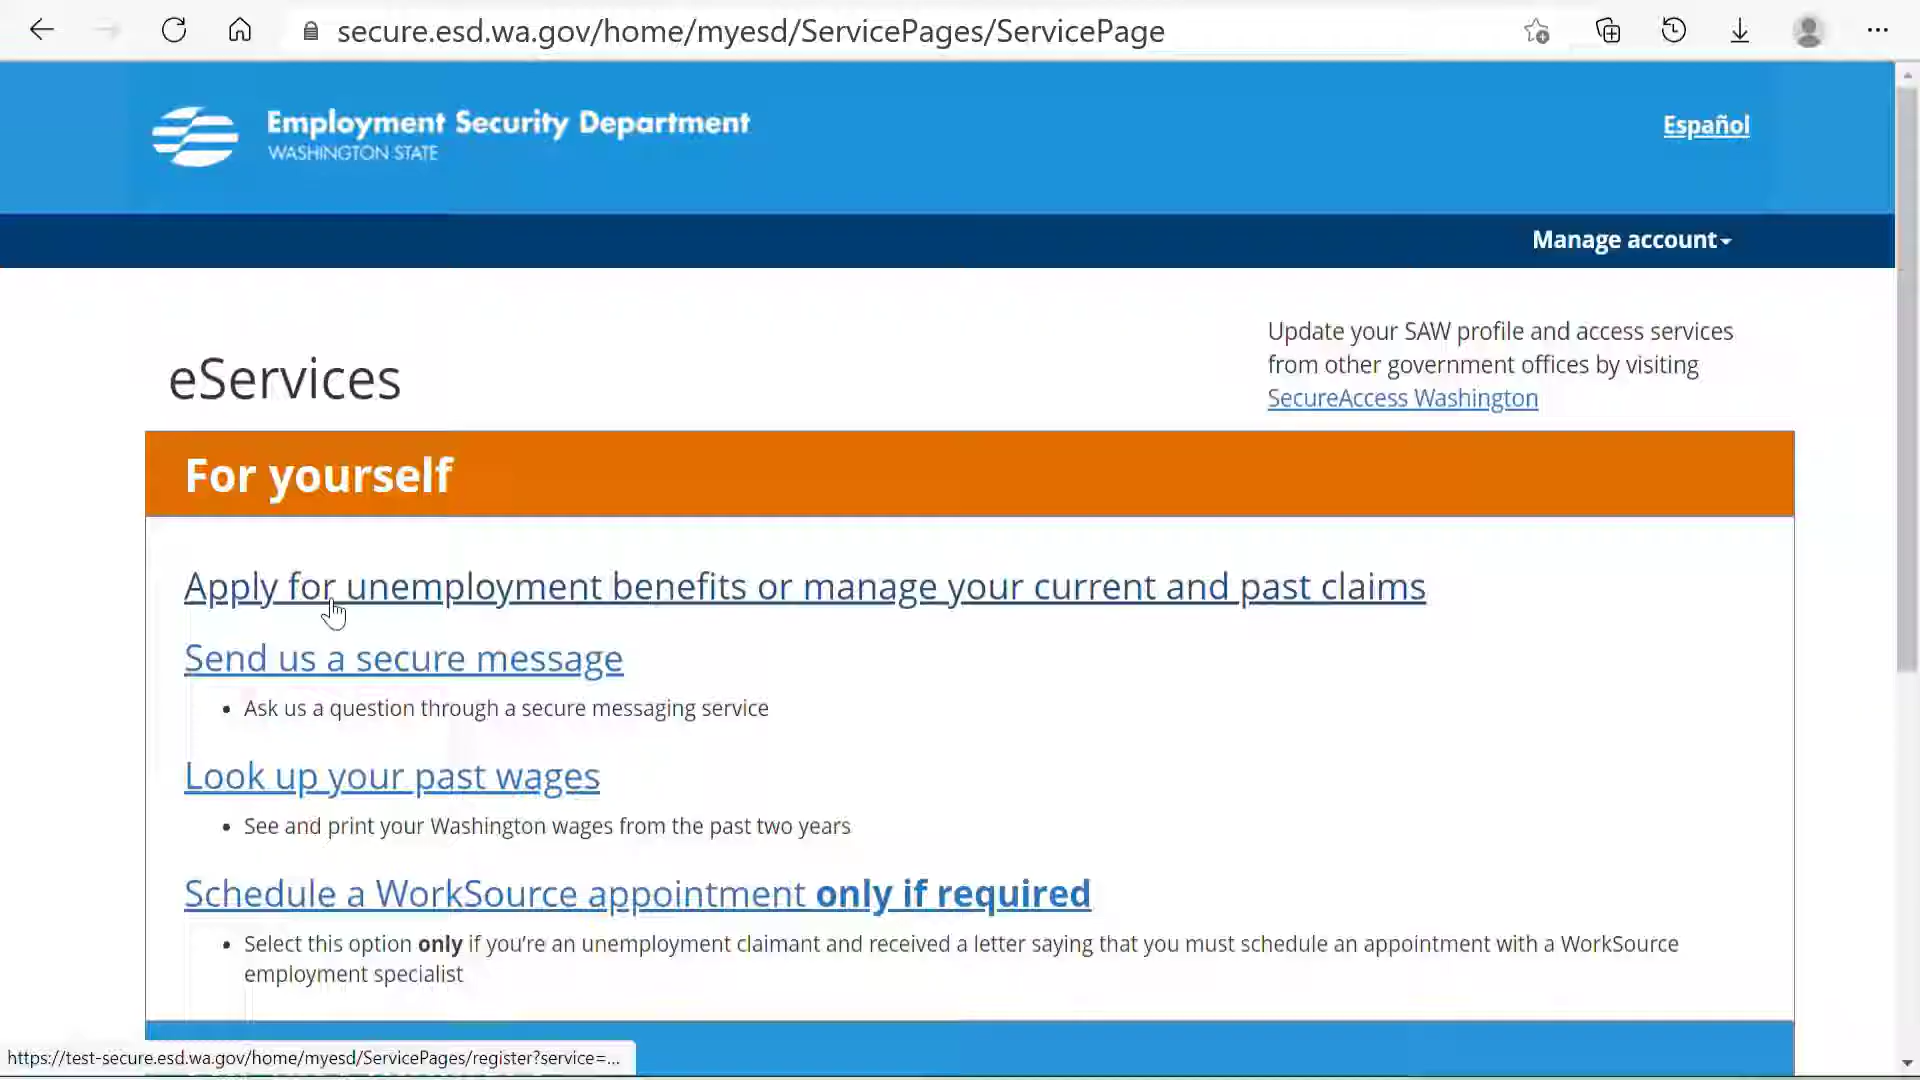 secure.esd.wa.gov/home/myesd/ServicePages/ServicePage
Employment Security Department
WASHINGTON STATE
Español
Manage account
Update your SAW profile and access services
from other government offices by visiting
SecureAccess Washington
eServices
For yourself
Apply for unemployment benefits or manage your current and past claims
Send us a secure message
• Ask us a question through a secure messaging service
Look up your past wages
• See and print your Washington wages from the past two years
Schedule a WorkSource appointment only if required
• Select this option only if you’re an unemployment claimant and received a letter saying that you must schedule an appointment with a WorkSource
employment specialist
https://test-secure.esd.wa.gov/home/myesd/ServicePages/register?service=...